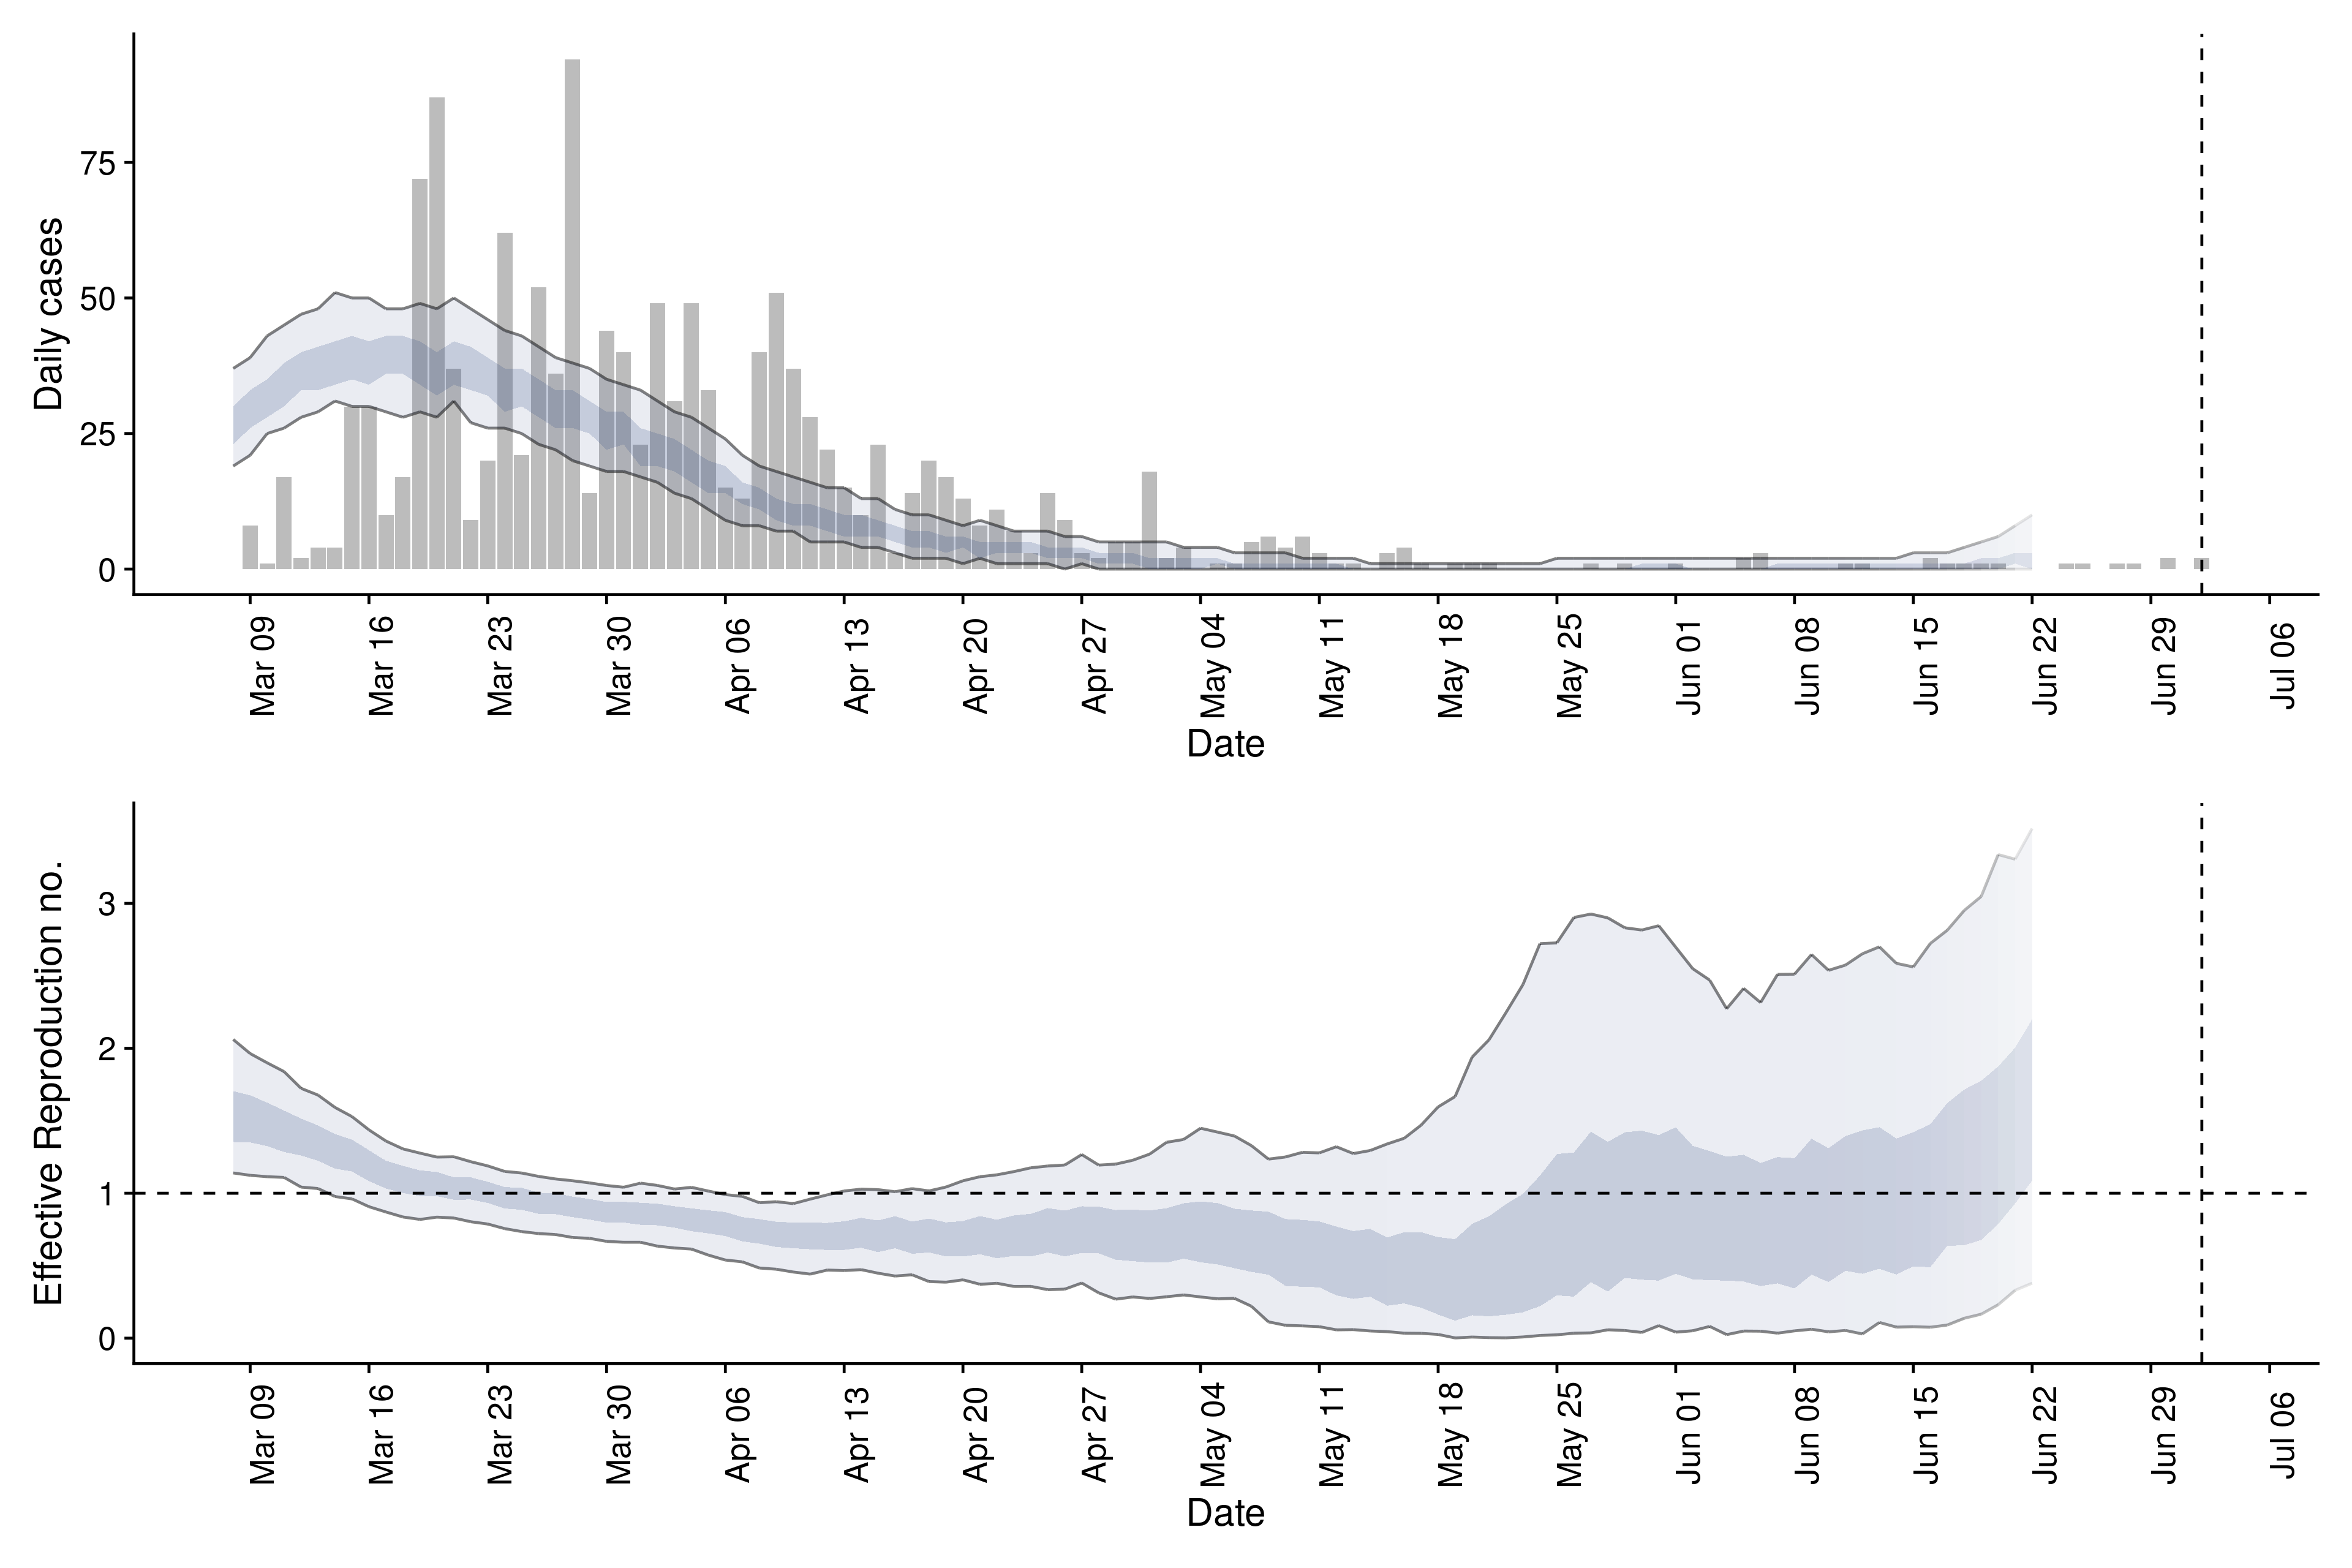 Daily cases
75
50
25
0
Mar 09
Mar 16
Mar 23
Mar 30
Apr 06
Apr 13
Apr 20
Apr 27
May 04
May 11
May 18
May 25
Jun 01
Jun 08
Jun 15
Jun 22
Jun 29
Jul 06
Date
Effective Reproduction no.
3
2
1
0
Mar 09
Mar 16
Mar 23
Mar 30
Apr 06
Apr 13
Apr 20
Apr 27
May 04
May 11
May 18
May 25
Jun 01
Jun 08
Jun 15
Jun 22
Jun 29
Jul 06
Date